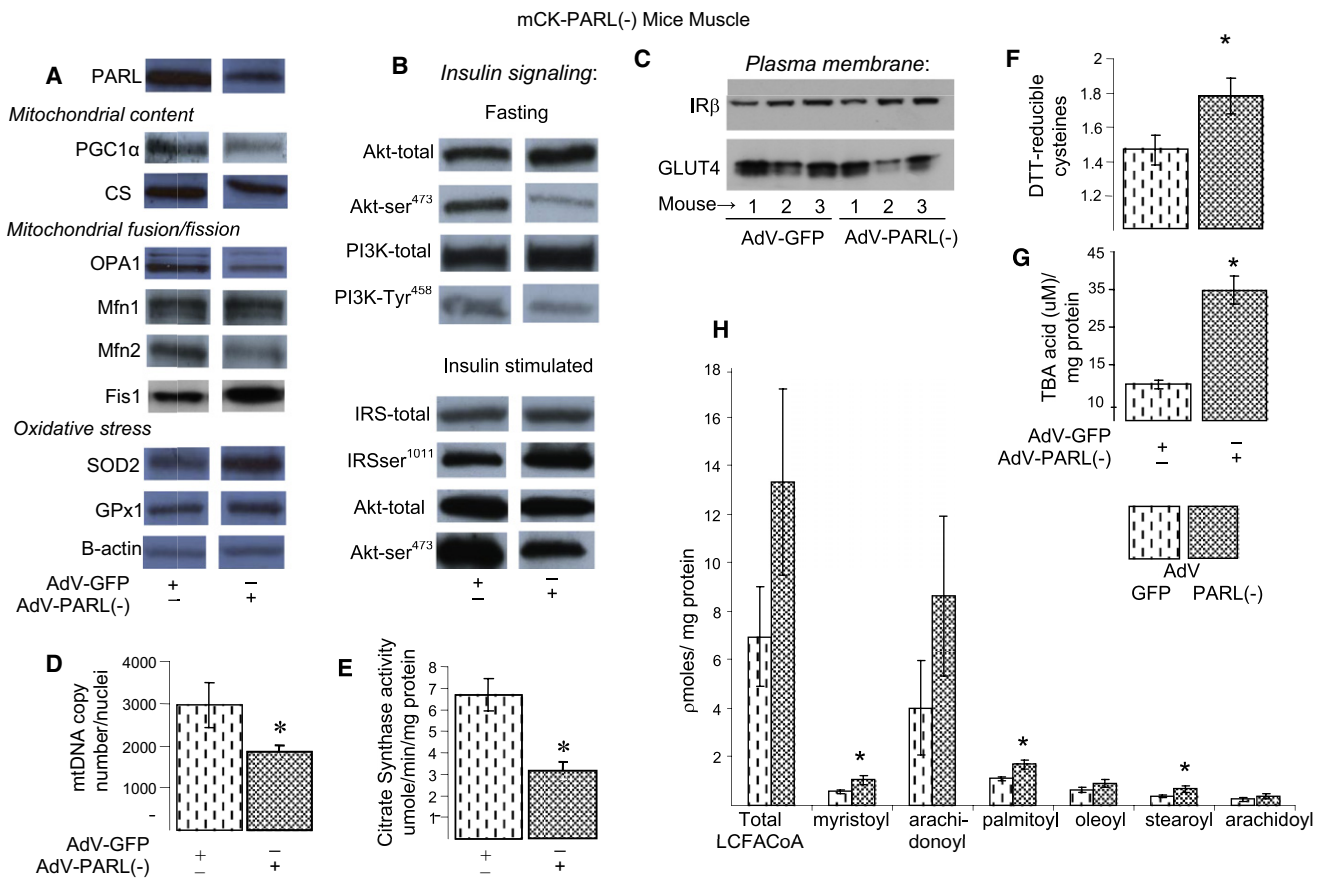 mCK-PARL(-) Mice Muscle
A
PARL
Mitochondrial content
PGC1α
CS
Mitochondrial fusion/fission
OPA1
Mfn1
Mfn2
Fis1
Oxidative stress
SOD2
GPx1
B-actin
AdV-GFP + –
AdV-PARL(-) – +
B
Insulin signaling:
Fasting
Akt-total
Akt-ser473
PI3K-total
PI3K-Tyr458
Insulin stimulated
IRS-total
IRSser1011
Akt-total
Akt-ser473
+ –
– +
C
Plasma membrane:
IRβ
GLUT4
Mouse→ 1 2 3 1 2 3
AdV-GFP AdV-PARL(-)
D
mtDNA copy
number/nuclei
4000
3000
2000
1000
-
*
AdV-GFP + –
AdV-PARL(-) – +
E
Citrate Synthase activity
umole/min/mg protein
8
7
6
5
4
3
2
1
*
+ –
– +
F
DTT-reducible
cysteines
2
1.8
1.6
1.4
1.2
*
G
TBA acid (uM)/
mg protein
45
35
25
15
10
*
AdV-GFP + –
AdV-PARL(-) – +
AdV
GFP PARL(-)
H
ρmoles/ mg protein
18
16
14
12
10
8
6
4
2
* * *
Total
LCFACoA
myristoyl
arachi-
donoyl
palmitoyl
oleoyl
stearoyl
arachidoyl